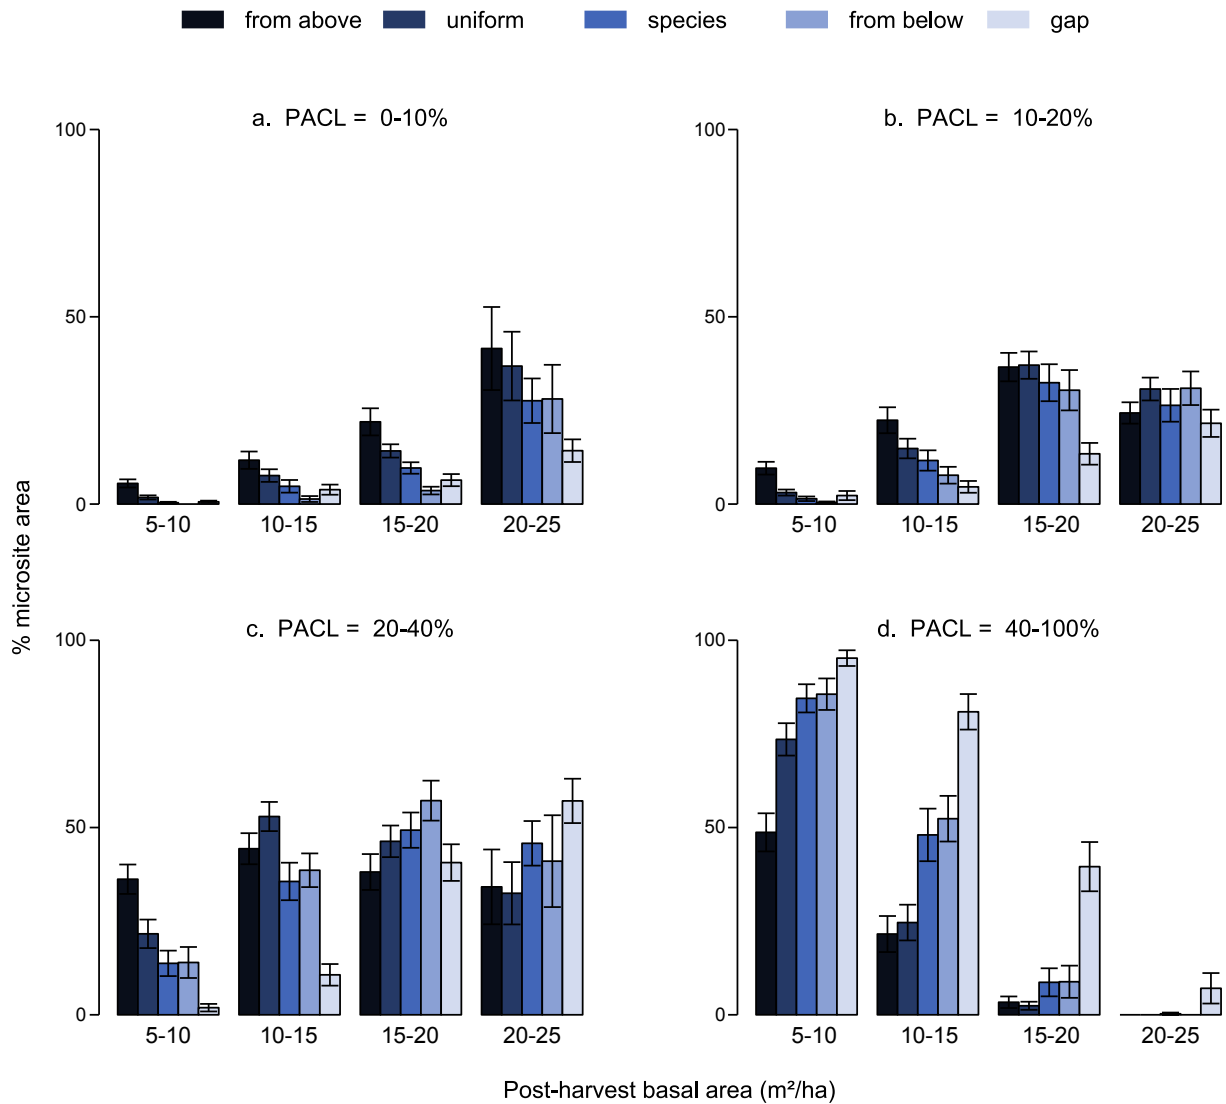 from above uniform species from below gap
a. PACL = 0-10%
b. PACL = 10-20%
100
50
0
5-10 10-15 15-20 20-25
100
50
0
5-10 10-15 15-20 20-25
% microsite area
c. PACL = 20-40%
d. PACL = 40-100%
100
50
0
5-10 10-15 15-20 20-25
100
50
0
5-10 10-15 15-20 20-25
Post-harvest basal area (m²/ha)